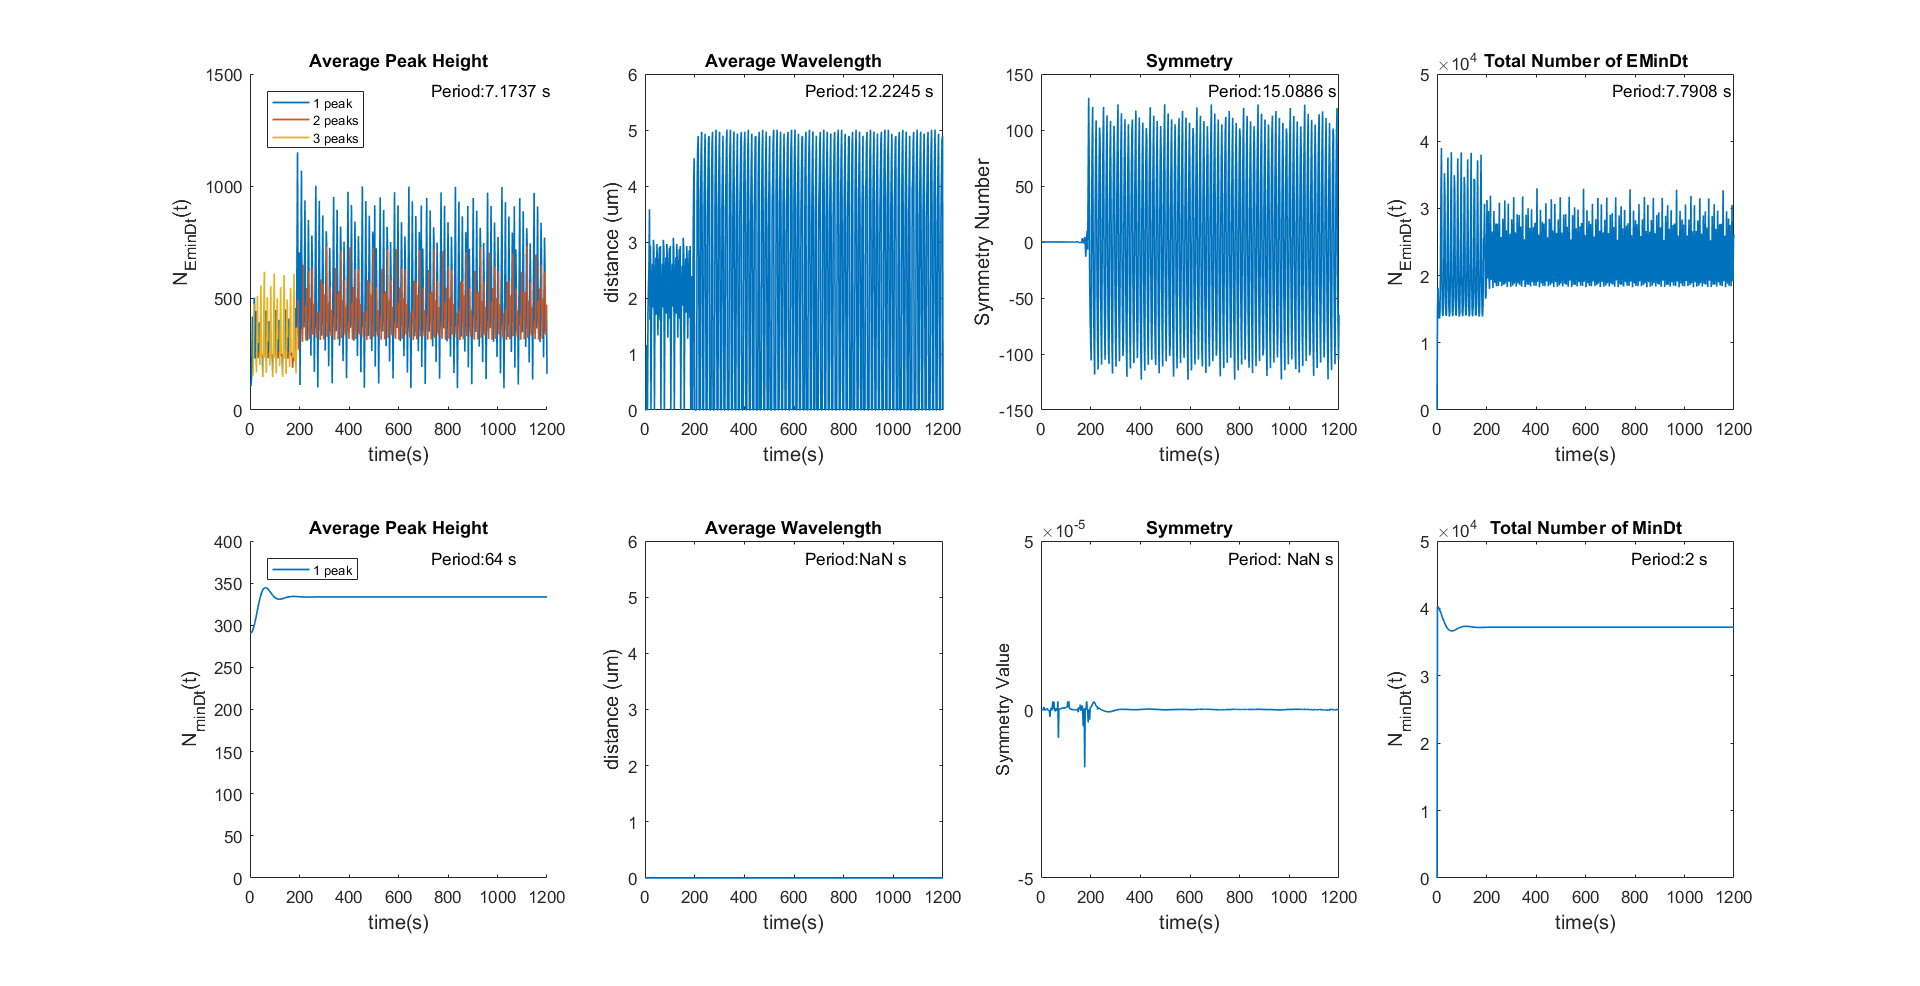 Average Peak Height
Average Wavelength
Symmetry
×10^4 Total Number of EMinDt
Period:7.1737 s
Period:12.2245 s
Period:15.0886 s
Period:7.7908 s
1 peak
2 peaks
3 peaks
N_EminDt(t)
1500
1000
500
0
0 200 400 600 800 1000 1200
time(s)
distance (um)
6
5
4
3
2
1
0
0 200 400 600 800 1000 1200
time(s)
Symmetry Number
150
100
50
0
-50
-100
-150
0 200 400 600 800 1000 1200
time(s)
N_EminDt(t)
5
4
3
2
1
0
0 200 400 600 800 1000 1200
time(s)
Average Peak Height
Average Wavelength
Symmetry
Total Number of MinDt
Period:64 s
Period:NaN s
Period: NaN s
Period:2 s
1 peak
N_minDt(t)
400
350
300
250
200
150
100
50
0
0 200 400 600 800 1000 1200
time(s)
distance (um)
6
5
4
3
2
1
0
0 200 400 600 800 1000 1200
time(s)
×10^-5
Symmetry Value
5
0
-5
0 200 400 600 800 1000 1200
time(s)
×10^4
N_minDt(t)
5
4
3
2
1
0
0 200 400 600 800 1000 1200
time(s)